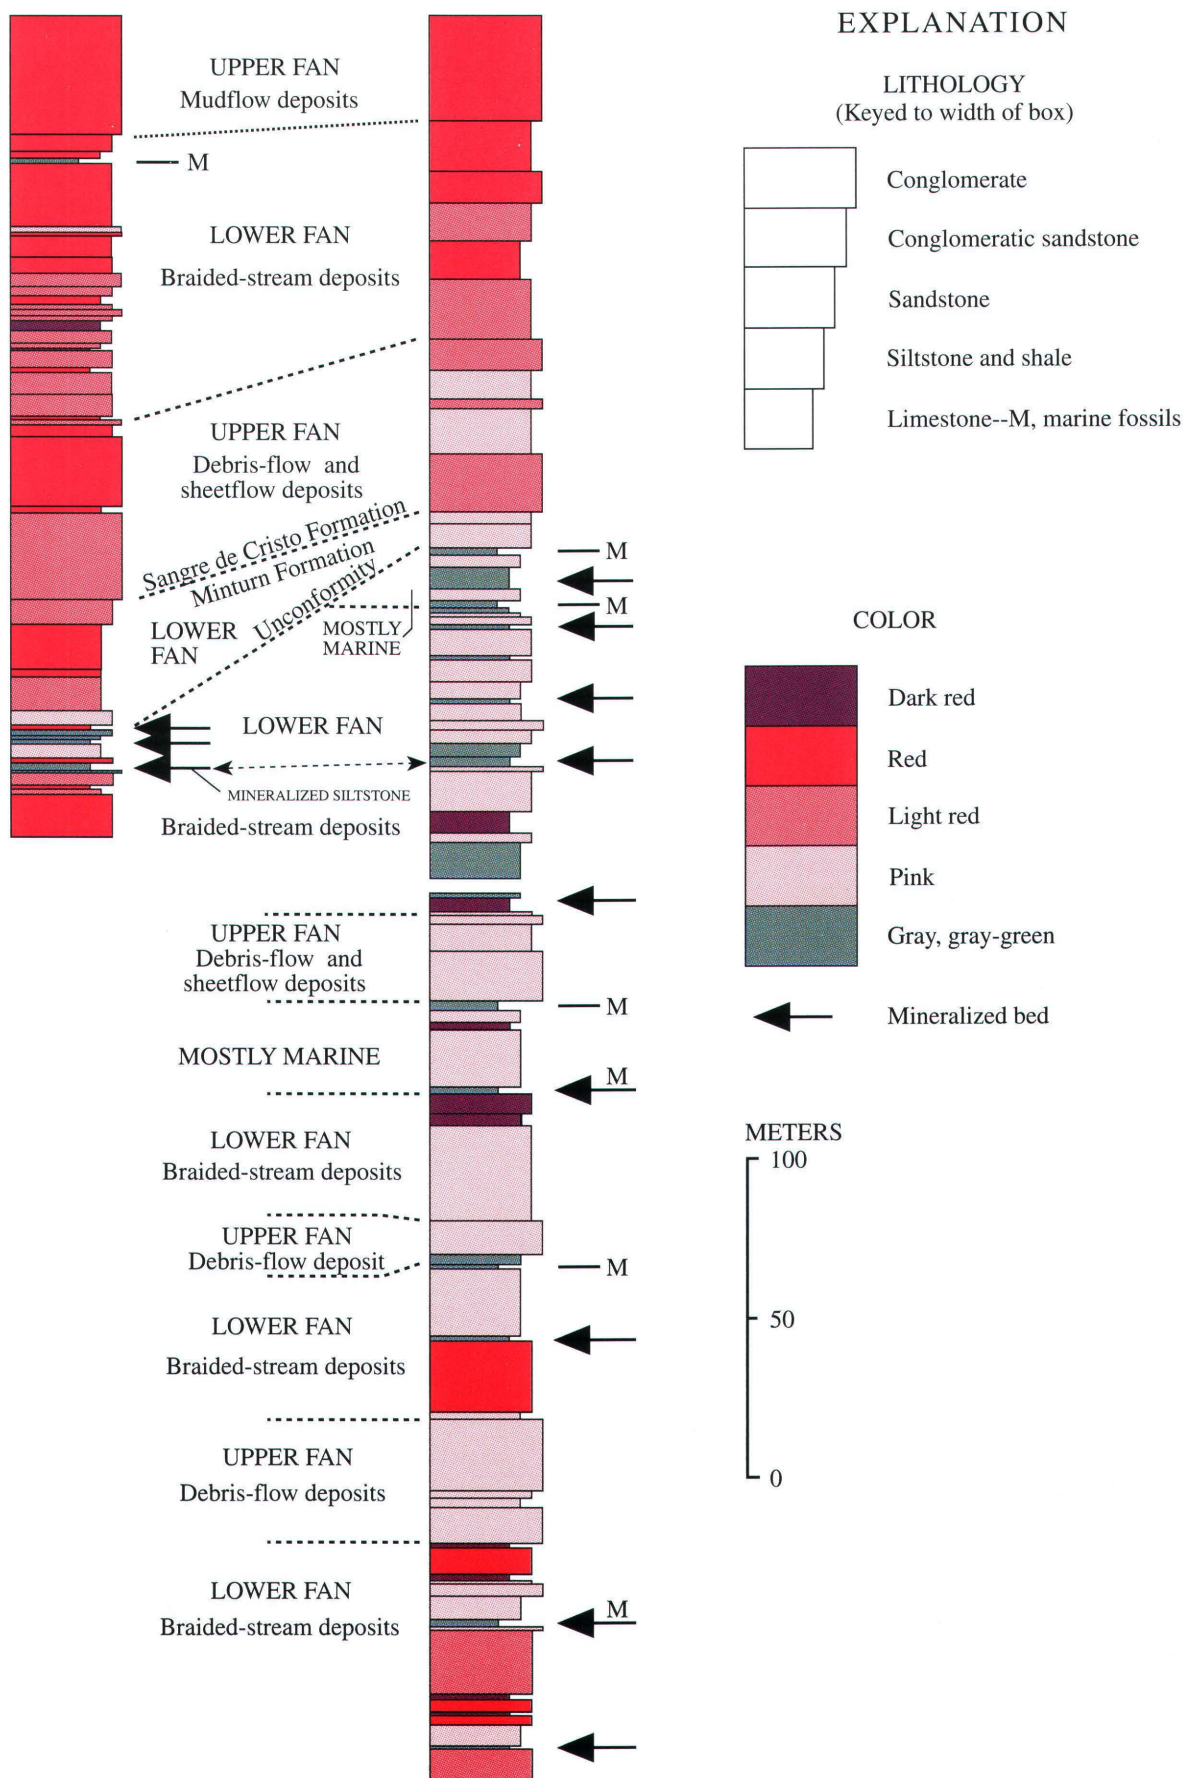 UPPER FAN
Mudflow deposits
M
LOWER FAN
Braided-stream deposits
UPPER FAN
Debris-flow and
sheetflow deposits
Sangre de Cristo Formation
Minturn Formation
Unconformity
LOWER
FAN
MOSTLY
MARINE
M
M
LOWER FAN
MINERALIZED SILTSTONE
Braided-stream deposits
UPPER FAN
Debris-flow and
sheetflow deposits
M
MOSTLY MARINE
M
LOWER FAN
Braided-stream deposits
UPPER FAN
Debris-flow deposit
M
LOWER FAN
Braided-stream deposits
UPPER FAN
Debris-flow deposits
LOWER FAN
M
Braided-stream deposits
EXPLANATION
LITHOLOGY
(Keyed to width of box)
Conglomerate
Conglomeratic sandstone
Sandstone
Siltstone and shale
Limestone--M, marine fossils
COLOR
Dark red
Red
Light red
Pink
Gray, gray-green
Mineralized bed
METERS
100
50
0